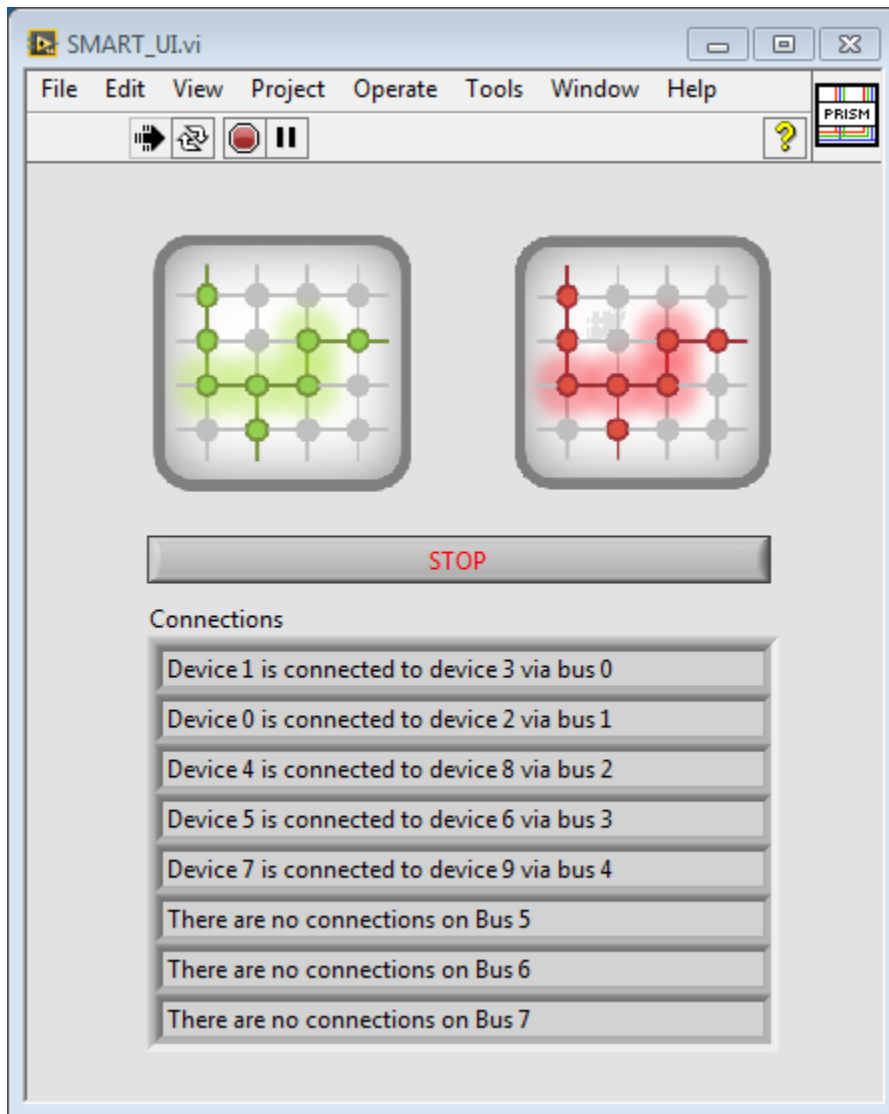 SMART_UI.vi
File Edit View Project Operate Tools Window Help
PRISM
STOP
Connections
Device 1 is connected to device 3 via bus 0
Device 0 is connected to device 2 via bus 1
Device 4 is connected to device 8 via bus 2
Device 5 is connected to device 6 via bus 3
Device 7 is connected to device 9 via bus 4
There are no connections on Bus 5
There are no connections on Bus 6
There are no connections on Bus 7